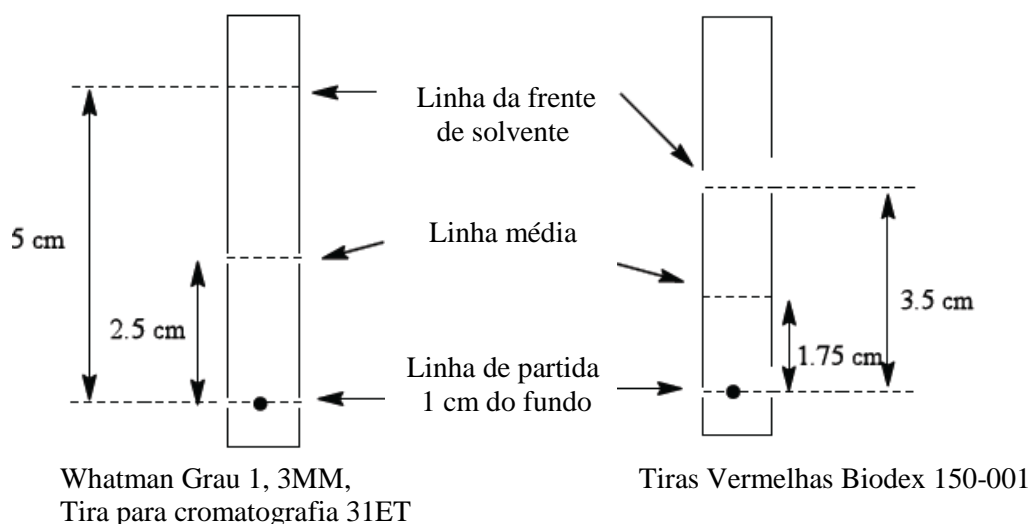 Linha da frente
de solvente
5 cm
Linha média
3.5 cm
2.5 cm
1.75 cm
Linha de partida
1 cm do fundo
Whatman Grau 1, 3MM,
Tira para cromatografia 31ET
Tiras Vermelhas Biodex 150-001